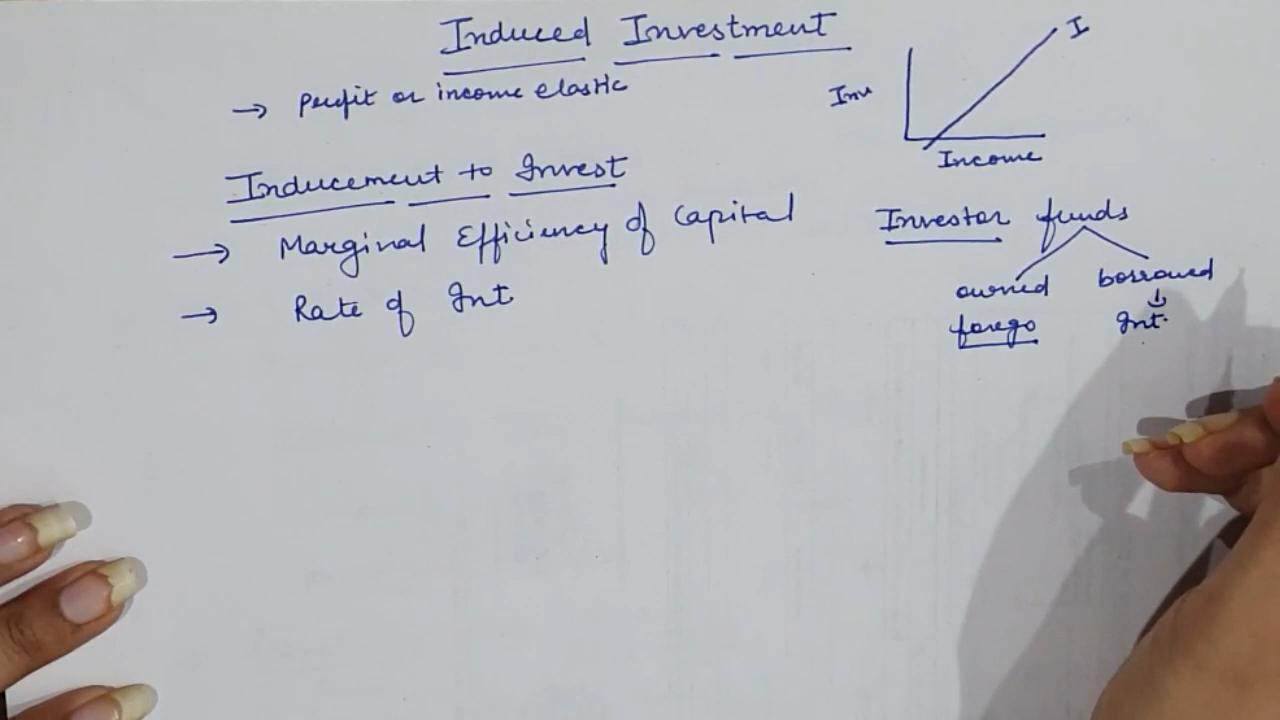 Induced Investment
→ Profit or income elastic
I
Inv
Income
Inducement to Invest
→ Marginal Efficiency of Capital
→ Rate of Int
Investor funds
owned borrowed
forego Int.